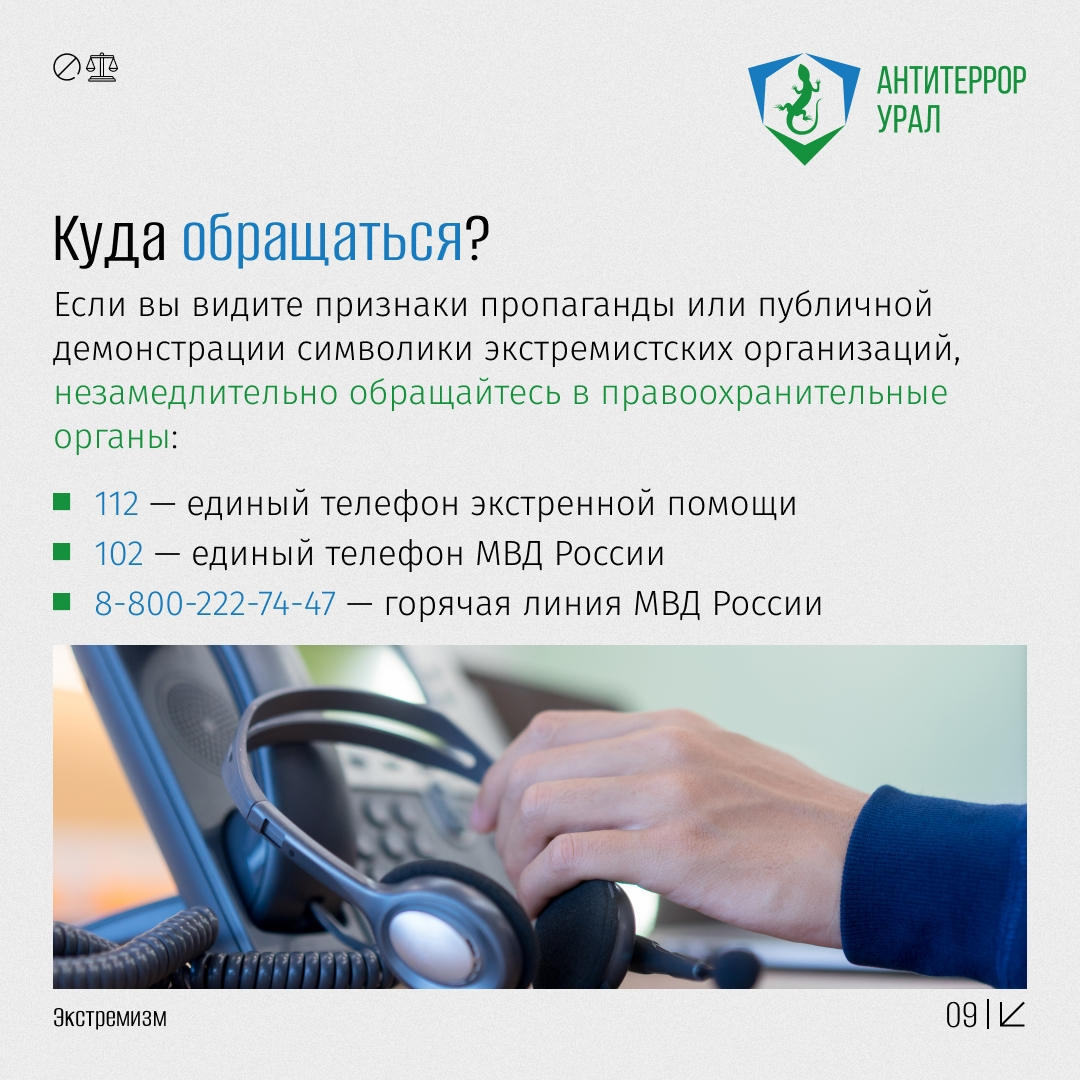 АНТИТЕРРОР
УРАЛ
Куда обращаться?
Если вы видите признаки пропаганды или публичной
демонстрации символики экстремистских организаций,
незамедлительно обращайтесь в правоохранительные
органы:
112 — единый телефон экстренной помощи
102 — единый телефон МВД России
8-800-222-74-47 — горячая линия МВД России
Экстремизм
09